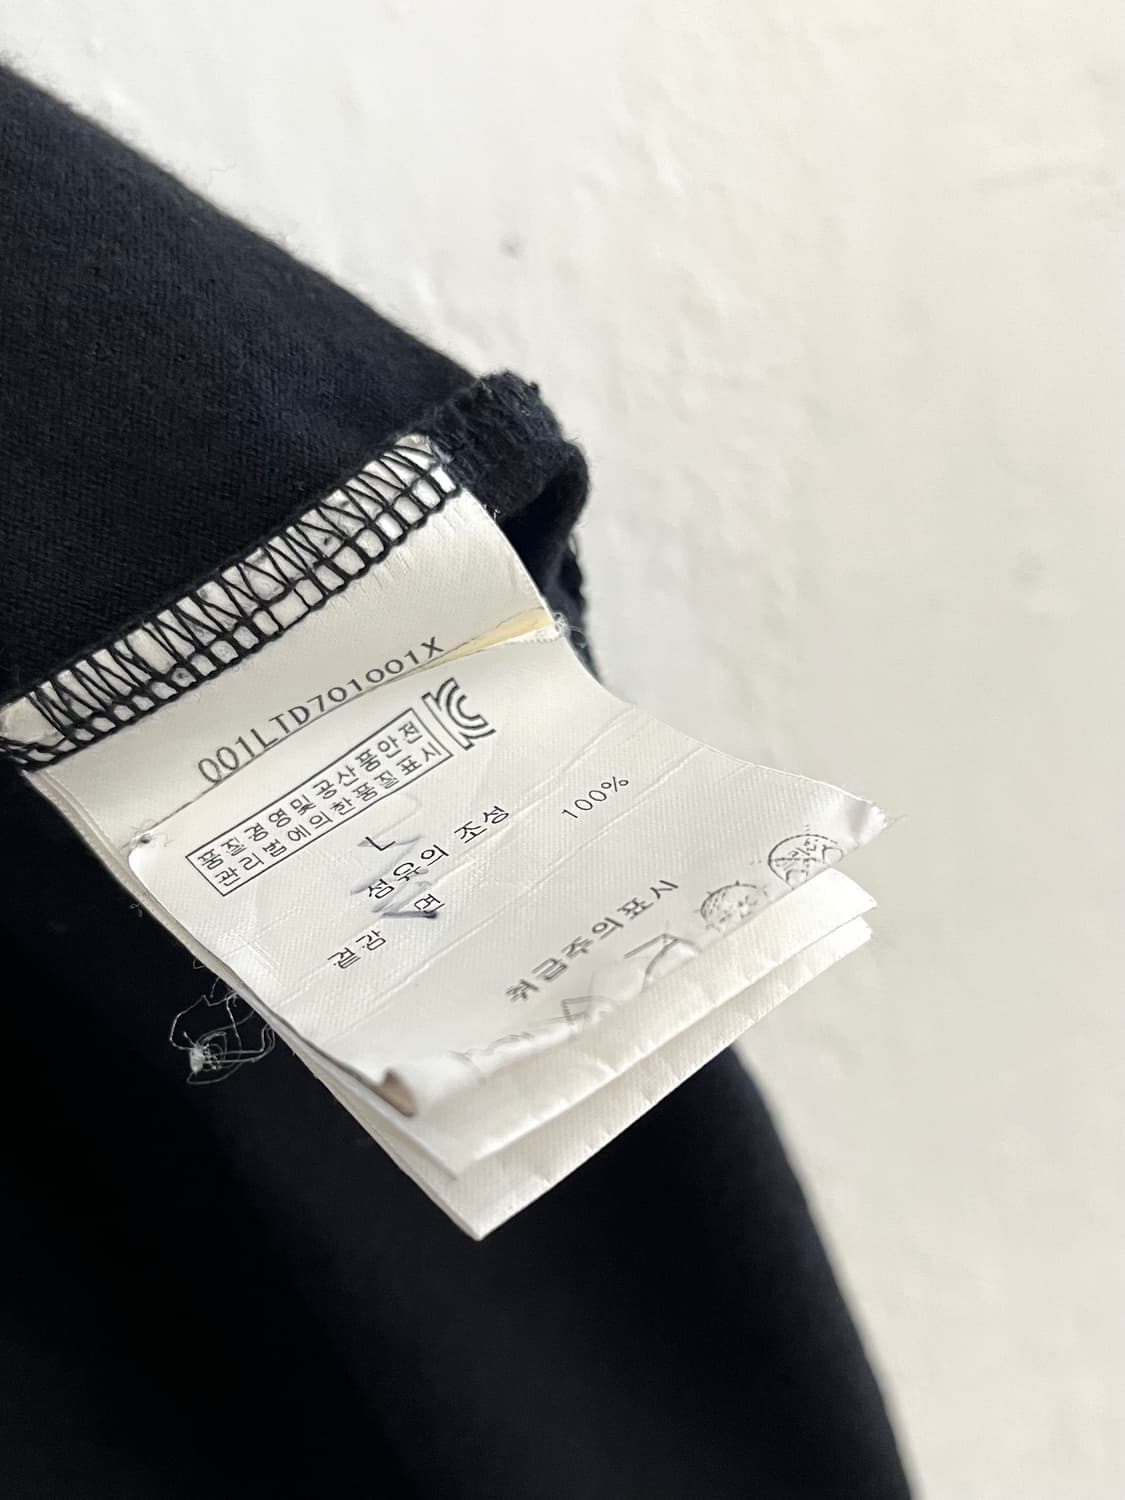 001LTD701001X
품질경영및공산품안전
관리법에의한품질표시
L
섬유의 조성
겉감 면 100%
취급주의표시